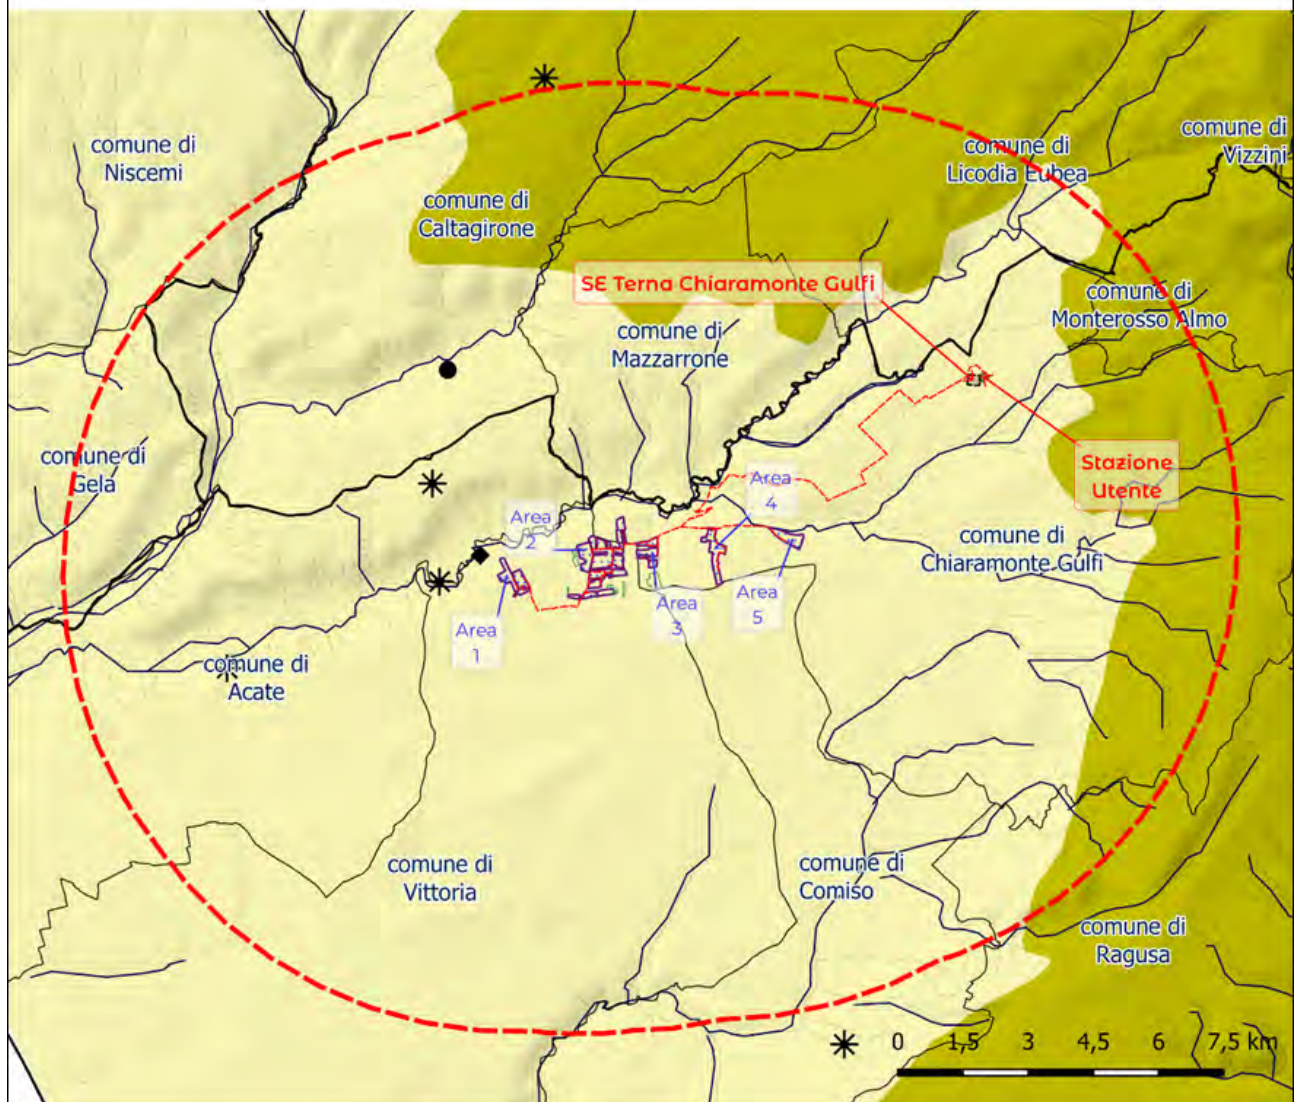 comune di
Niscemi
comune di
Licodia Eubea
comune di
Vizzini
comune di
Caltagirone
SE Terna Chiaramonte Gulfi
comune di
Monterosso Almo
comune di
Mazzarrone
comune di
Gela
Stazione
Utente
Area
4
Area
2
comune di
Chiaramonte Gulfi
Area
1
Area
3
Area
5
comune di
Acate
comune di
Vittoria
comune di
Comiso
comune di
Ragusa
0 1,5 3 4,5 6 7,5 km